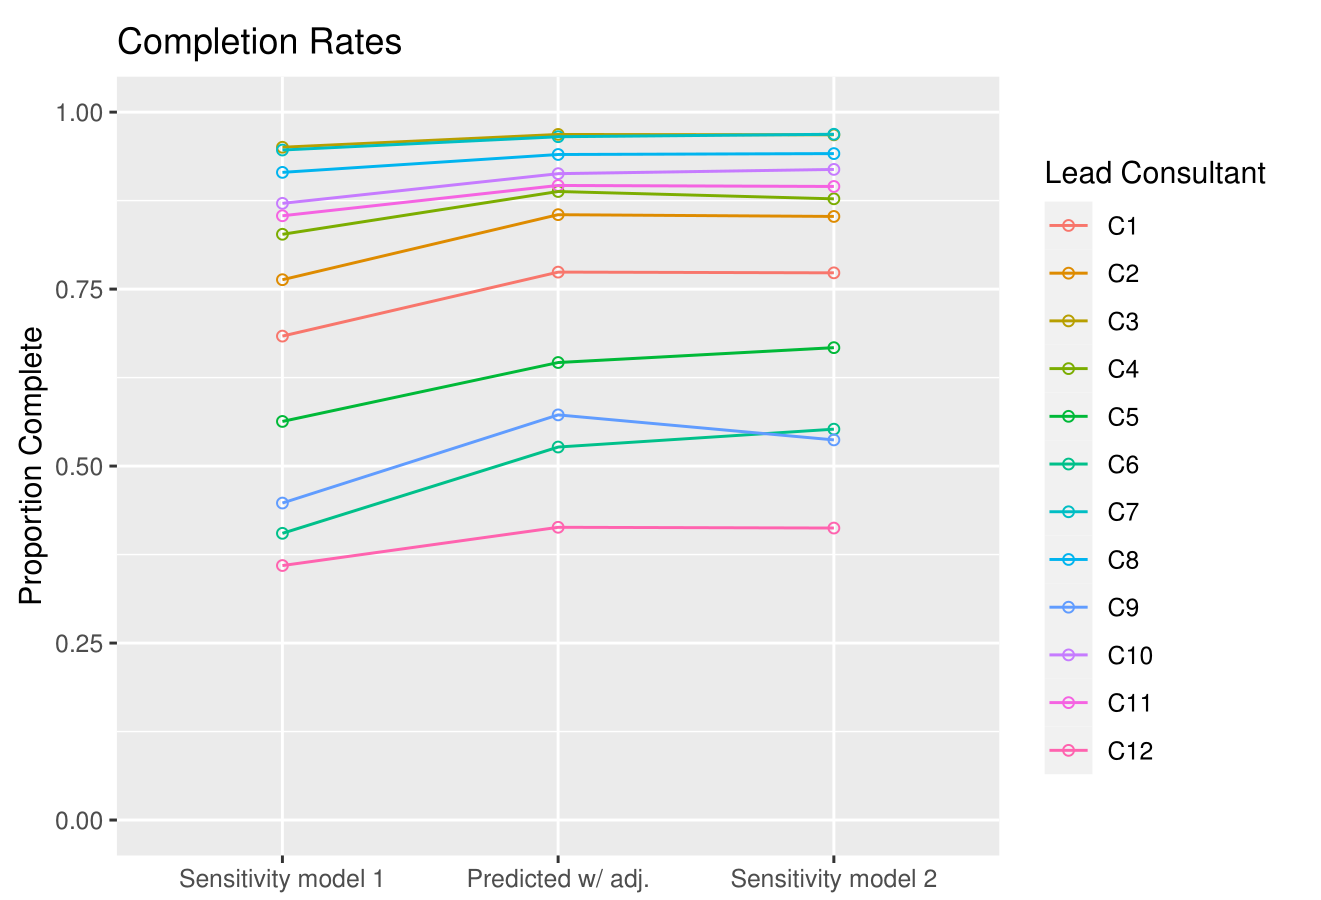 Completion Rates
Proportion Complete
1.00
0.75
0.50
0.25
0.00
Sensitivity model 1
Predicted w/ adj.
Sensitivity model 2
Lead Consultant
C1
C2
C3
C4
C5
C6
C7
C8
C9
C10
C11
C12